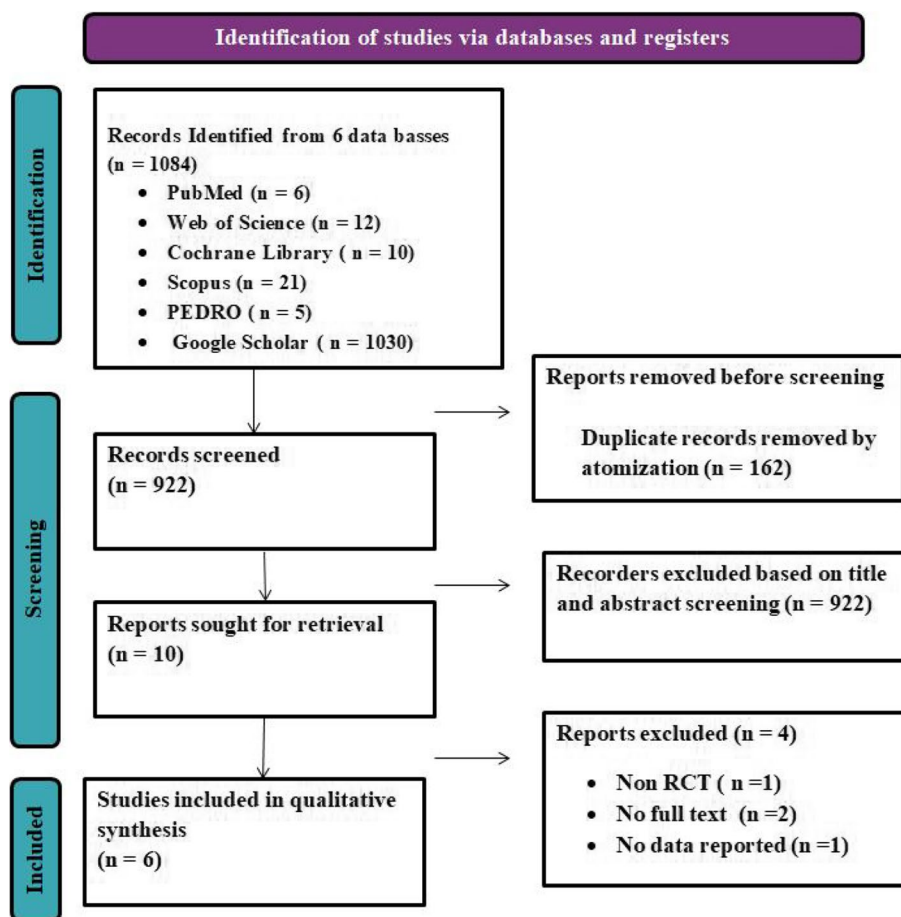 Identification of studies via databases and registers
Identification
Records Identified from 6 data basses
(n = 1084)
• PubMed (n = 6)
• Web of Science (n = 12)
• Cochrane Library ( n = 10)
• Scopus (n = 21)
• PEDRO ( n = 5)
• Google Scholar ( n = 1030)
Reports removed before screening
Duplicate records removed by
atomization (n = 162)
Screening
Records screened
(n = 922)
Recorders excluded based on title
and abstract screening (n = 922)
Reports sought for retrieval
(n = 10)
Reports excluded (n = 4)
• Non RCT ( n =1)
• No full text (n =2)
• No data reported (n =1)
Included
Studies included in qualitative
synthesis
(n = 6)